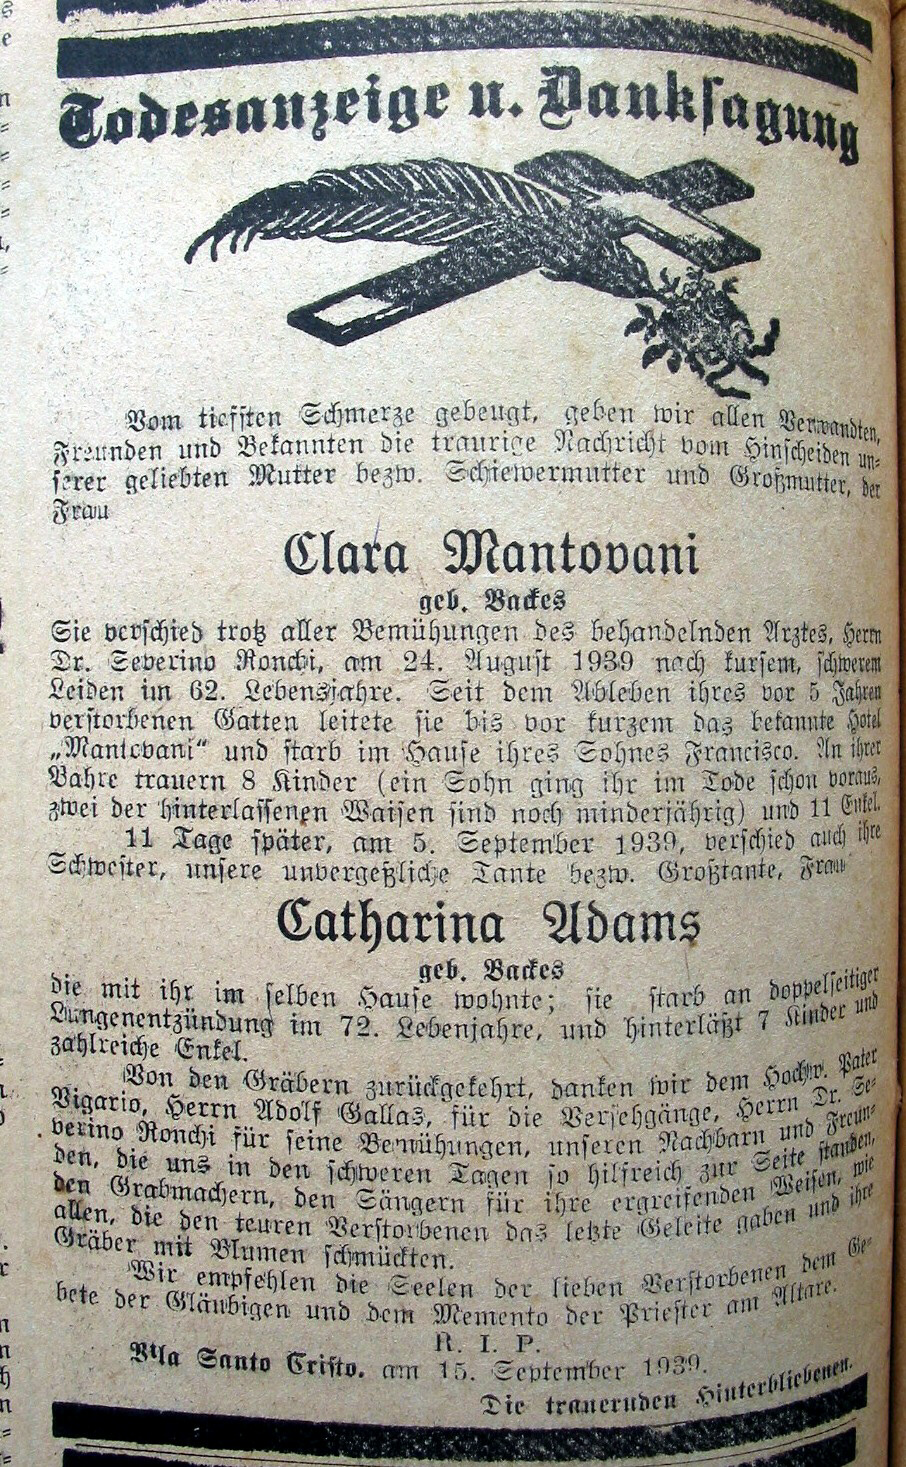 Todesanzeige u. Danksagung
Vom tiefsten Schmerze gebeugt, geben wir allen Verwandten,
Freunden und Bekannten die traurige Nachricht vom Hinscheiden un-
serer geliebten Mutter bezw. Schiewermutter und Großmutter, der
Frau
Clara Mantovani
geb. Backes
Sie verschied trotz aller Bemühungen des behandelnden Arztes, Herrn
Dr. Severino Ronchi, am 24. August 1939 nach kursem, schwerem
Leiden im 62. Lebensjahre. Seit dem Ableben ihres vor 5 Jahren
verstorbenen Gatten leitete sie bis vor kurzem das bekannte Hotel
„Mantovani“ und starb im Hause ihres Sohnes Francisco. An ihrer
Bahre trauern 8 Kinder (ein Sohn ging ihr im Tode schon voraus,
zwei der hinterlassenen Waisen sind noch minderjährig) und 11 Enkel.
11 Tage später, am 5. September 1939, verschied auch ihre
Schwester, unsere unvergeßliche Tante bezw. Großtante, Frau
Catharina Adams
geb. Backes
die mit ihr im selben Hause wohnte; sie starb an doppelseitiger
Lungenentzündung im 72. Lebenjahre, und hinterläßt 7 Kinder und
zahlreiche Enkel.
Von den Gräbern zurückgekehrt, danken wir dem Hochw. Pater
Vigario, Herrn Adolf Gallas, für die Versehgänge, Herrn Dr. Se-
verino Ronchi für seine Bemühungen, unseren Nachbarn und Freun-
den, die uns in den schweren Tagen so hilfreich zur Seite standen,
den Grabmachern, den Sängern für ihre ergreifenden Weisen, wie
allen, die den teuren Verstorbenen das letzte Geleite gaben und ihre
Gräber mit Blumen schmückten.
Wir empfehlen die Seelen der lieben Verstorbenen dem Ge-
bete der Gläubigen und dem Memento der Priester am Altare.
R. I. P.
Vila Santo Cristo, am 15. September 1939.
Die trauernden Hinterbliebenen.